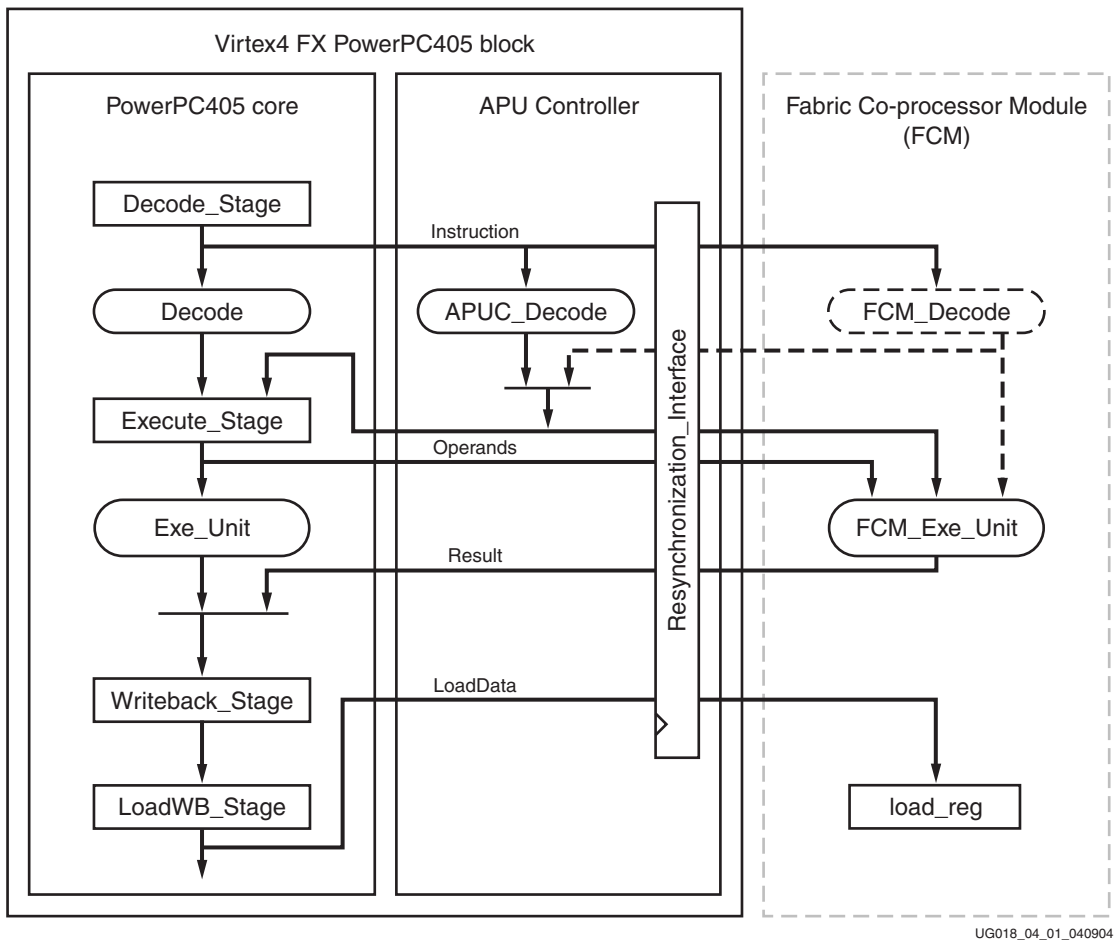 Virtex4 FX PowerPC405 block
PowerPC405 core
APU Controller
Fabric Co-processor Module
(FCM)
Decode_Stage
Instruction
Decode
APUC_Decode
FCM_Decode
Execute_Stage
Operands
Resynchronization_Interface
Exe_Unit
FCM_Exe_Unit
Result
Writeback_Stage
LoadData
LoadWB_Stage
load_reg
UG018_04_01_040904